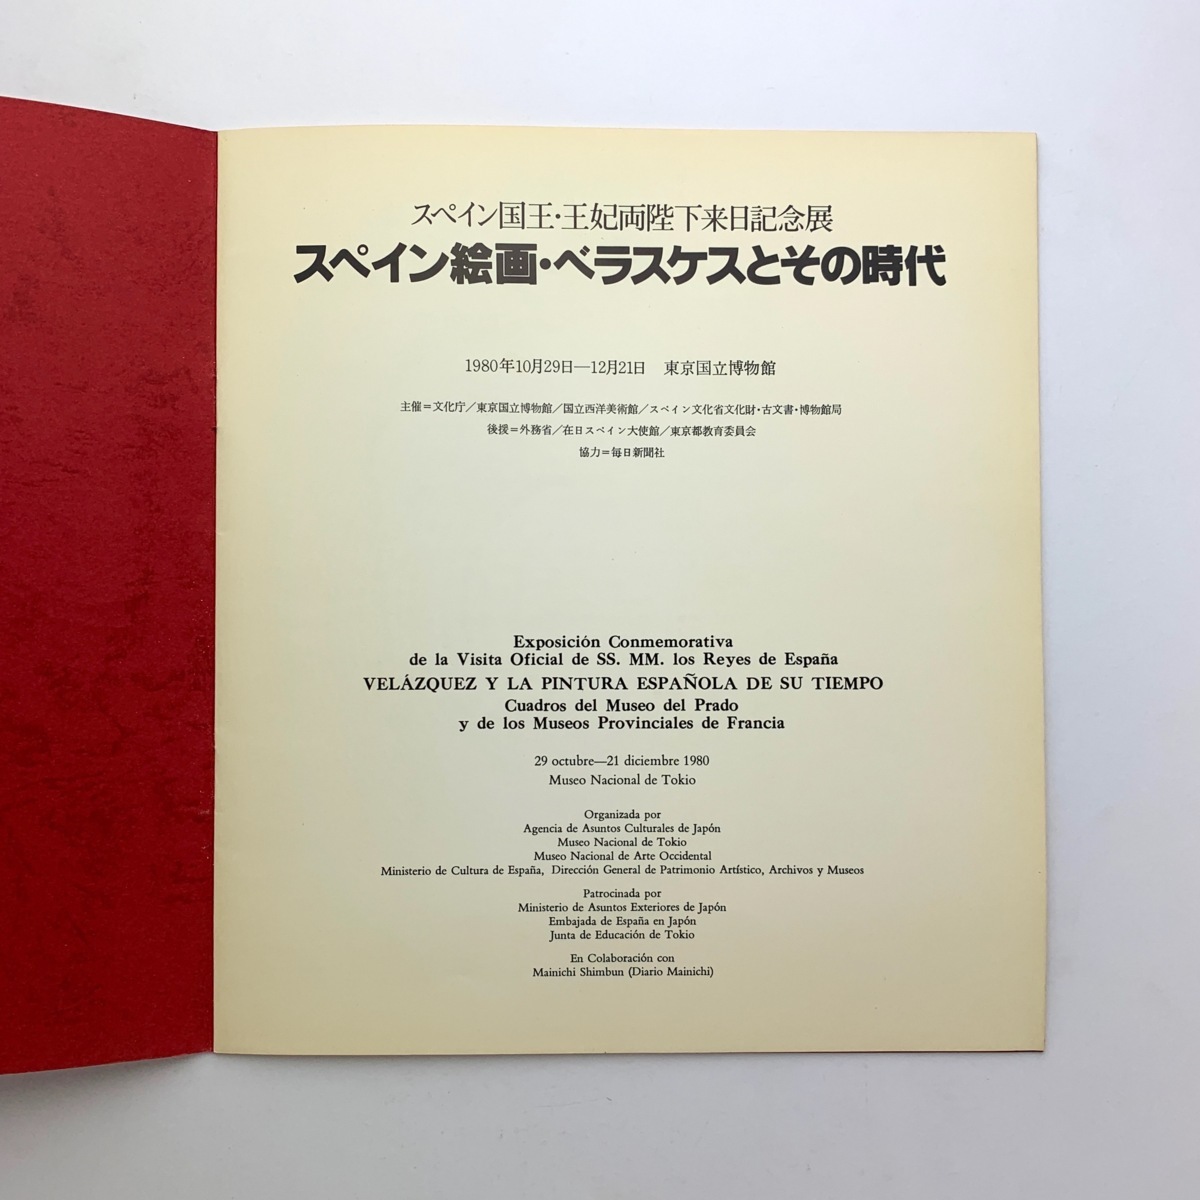 スペイン国王・王妃両陛下来日記念展
スペイン絵画・ベラスケスとその時代
1980年10月29日—12月21日　東京国立博物館
主催＝文化庁／東京国立博物館／国立西洋美術館／スペイン文化省文化財・古文書・博物館局
後援＝外務省／在日スペイン大使館／東京都教育委員会
協力＝毎日新聞社
Exposición Conmemorativa
de la Visita Oficial de SS. MM. los Reyes de España
VELÁZQUEZ Y LA PINTURA ESPAÑOLA DE SU TIEMPO
Cuadros del Museo del Prado
y de los Museos Provinciales de Francia
29 octubre—21 diciembre 1980
Museo Nacional de Tokio
Organizada por
Agencia de Asuntos Culturales de Japón
Museo Nacional de Tokio
Museo Nacional de Arte Occidental
Ministerio de Cultura de España, Dirección General de Patrimonio Artístico, Archivos y Museos
Patrocinada por
Ministerio de Asuntos Exteriores de Japón
Embajada de España en Japón
Junta de Educación de Tokio
En Colaboración con
Mainichi Shimbun (Diario Mainichi)